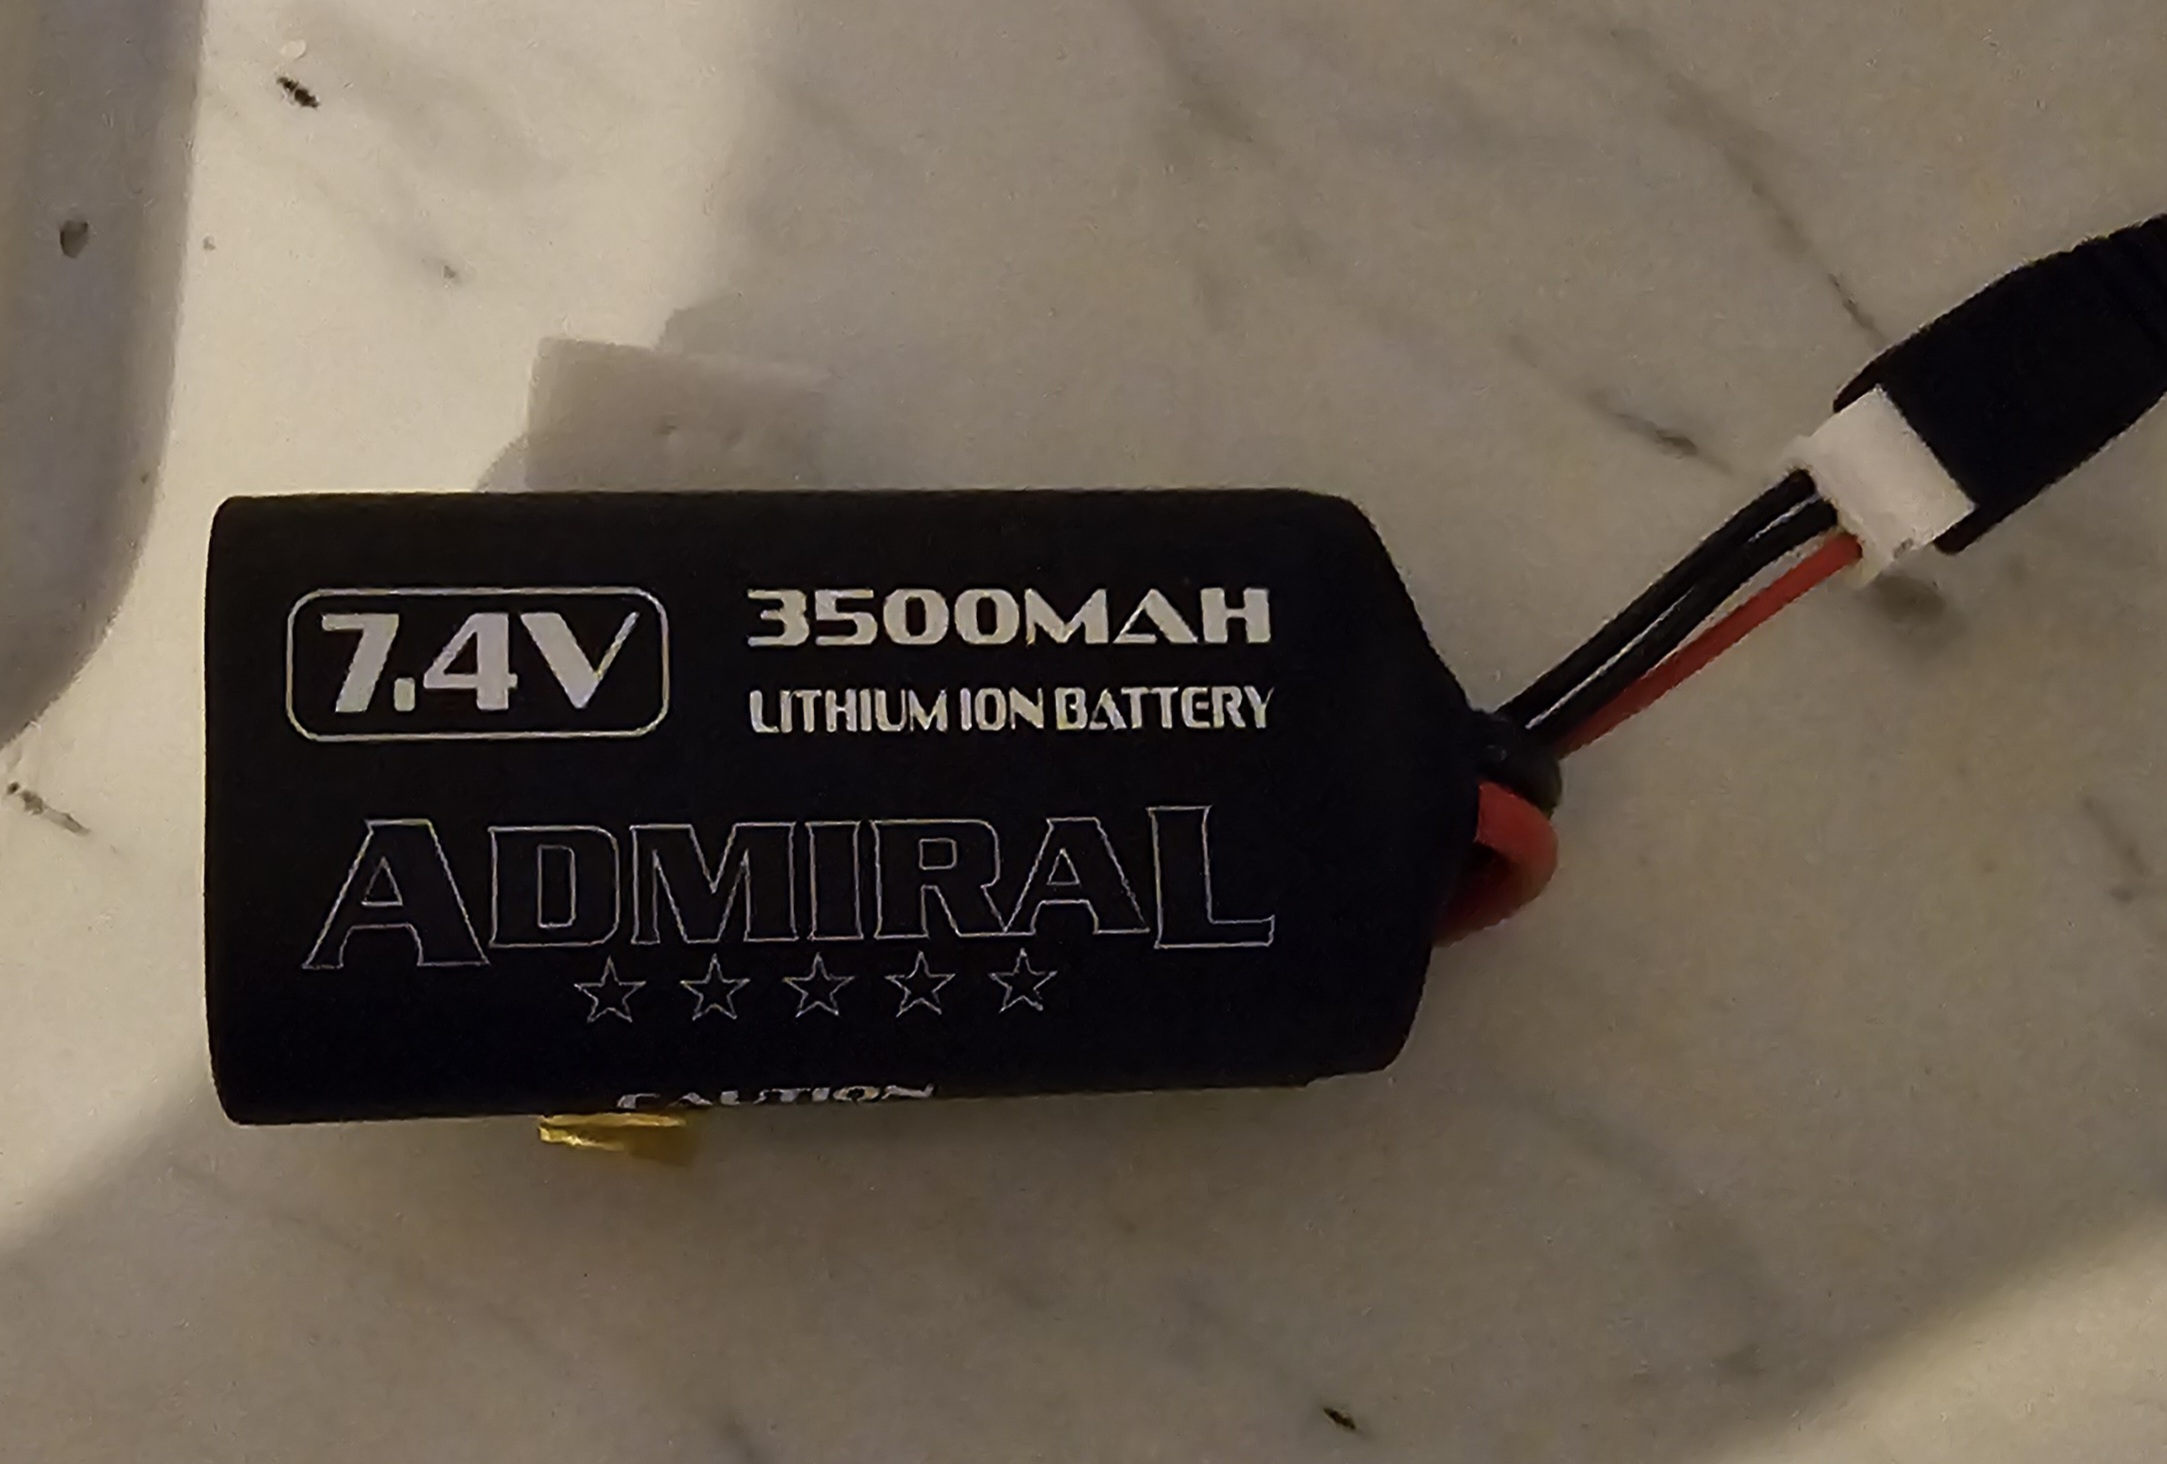 7.4V
3500MAH
LITHIUM ION BATTERY
ADMIRAL
CAUTION